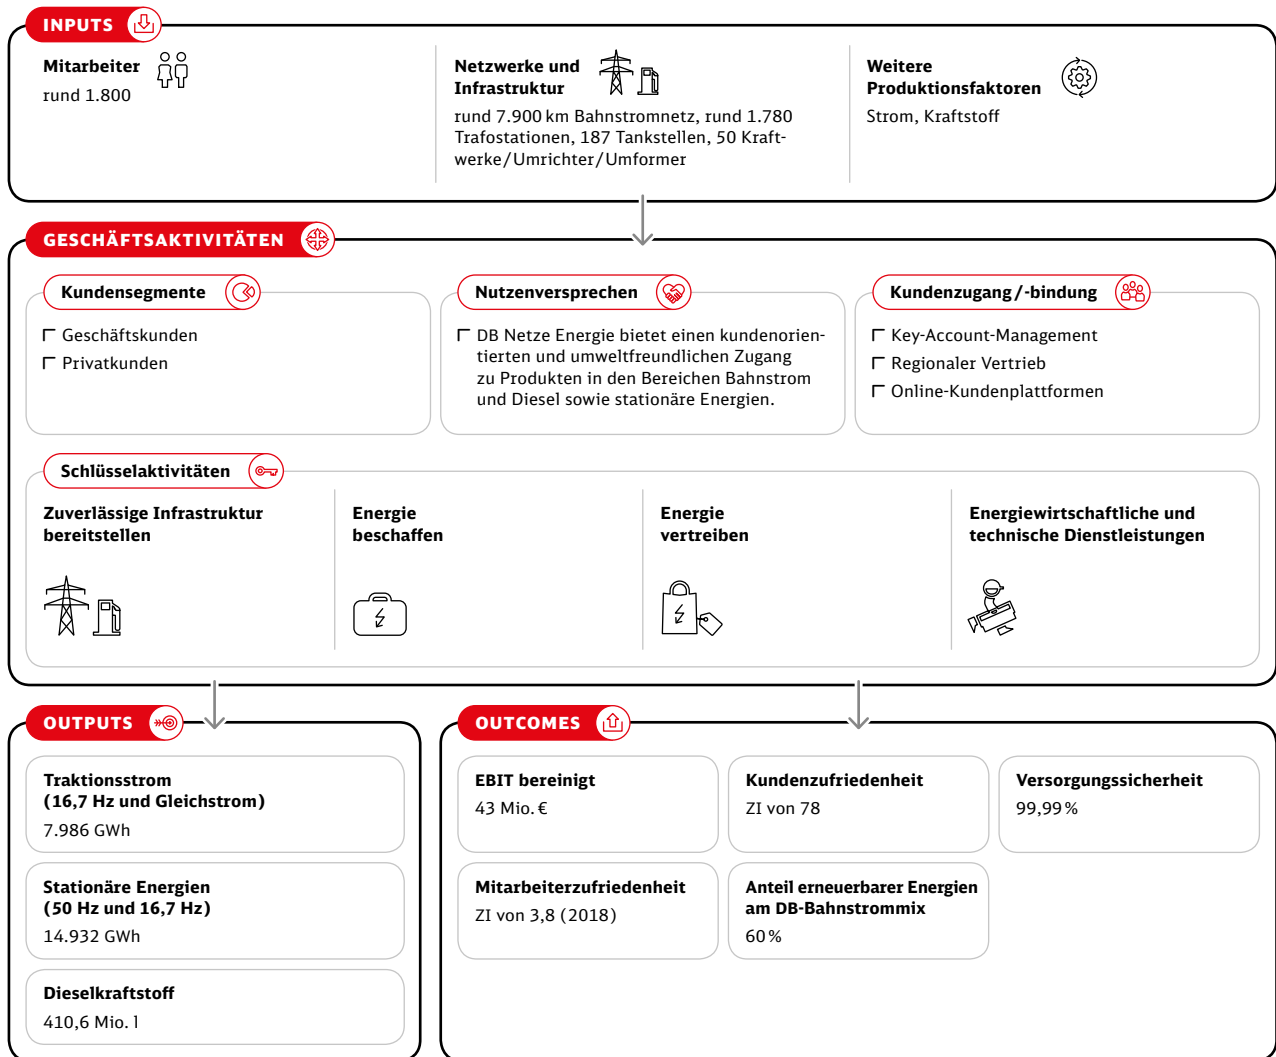 INPUTS
Mitarbeiter
rund 1.800
Netzwerke und
Infrastruktur
rund 7.900 km Bahnstromnetz, rund 1.780
Trafostationen, 187 Tankstellen, 50 Kraft-
werke/Umrichter/Umformer
Weitere
Produktionsfaktoren
Strom, Kraftstoff
GESCHÄFTSAKTIVITÄTEN
Kundensegmente
Geschäftskunden
Privatkunden
Nutzenversprechen
DB Netze Energie bietet einen kundenorien-
tierten und umweltfreundlichen Zugang
zu Produkten in den Bereichen Bahnstrom
und Diesel sowie stationäre Energien.
Kundenzugang/-bindung
Key-Account-Management
Regionaler Vertrieb
Online-Kundenplattformen
Schlüsselaktivitäten
Zuverlässige Infrastruktur
bereitstellen
Energie
beschaffen
Energie
vertreiben
Energiewirtschaftliche und
technische Dienstleistungen
OUTPUTS
Traktionsstrom
(16,7 Hz und Gleichstrom)
7.986 GWh
Stationäre Energien
(50 Hz und 16,7 Hz)
14.932 GWh
Dieselkraftstoff
410,6 Mio. l
OUTCOMES
EBIT bereinigt
43 Mio. €
Kundenzufriedenheit
ZI von 78
Versorgungssicherheit
99,99 %
Mitarbeiterzufriedenheit
ZI von 3,8 (2018)
Anteil erneuerbarer Energien
am DB-Bahnstrommix
60 %